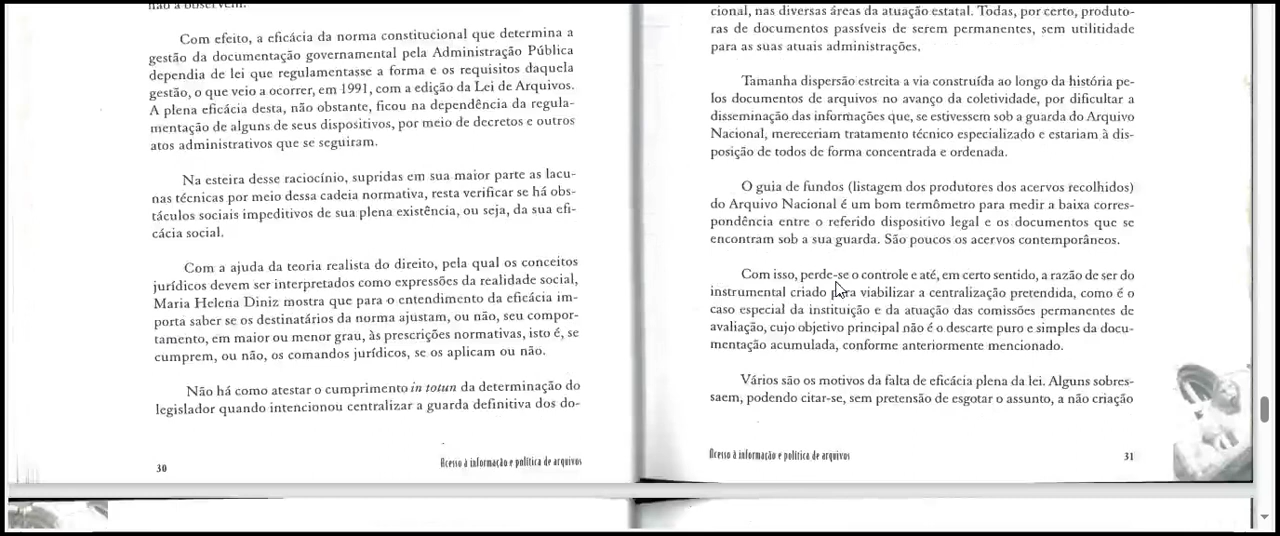 não a observem.
Com efeito, a eficácia da norma constitucional que determina a
gestão da documentação governamental pela Administração Pública
dependia de lei que regulamentasse a forma e os requisitos daquela
gestão, o que veio a ocorrer, em 1991, com a edição da Lei de Arquivos.
A plena eficácia desta, não obstante, ficou na dependência da regula-
mentação de alguns de seus dispositivos, por meio de decretos e outros
atos administrativos que se seguiram.
Na esteira desse raciocínio, supridas em sua maior parte as lacu-
nas técnicas por meio dessa cadeia normativa, resta verificar se há obs-
táculos sociais impeditivos de sua plena existência, ou seja, da sua efi-
cácia social.
Com a ajuda da teoria realista do direito, pela qual os conceitos
jurídicos devem ser interpretados como expressões da realidade social,
Maria Helena Diniz mostra que para o entendimento da eficácia im-
porta saber se os destinatários da norma ajustam, ou não, seu compor-
tamento, em maior ou menor grau, às prescrições normativas, isto é, se
cumprem, ou não, os comandos jurídicos, se os aplicam ou não.
Não há como atestar o cumprimento in totun da determinação do
legislador quando intencionou centralizar a guarda definitiva dos do-
30
Acesso à informação e política de arquivos
cional, nas diversas áreas da atuação estatal. Todas, por certo, produto-
ras de documentos passíveis de serem permanentes, sem utilitidade
para as suas atuais administrações.
Tamanha dispersão estreita a via construída ao longo da história pe-
los documentos de arquivos no avanço da coletividade, por dificultar a
disseminação das informações que, se estivessem sob a guarda do Arquivo
Nacional, mereceriam tratamento técnico especializado e estariam à dis-
posição de todos de forma concentrada e ordenada.
O guia de fundos (listagem dos produtores dos acervos recolhidos)
do Arquivo Nacional é um bom termômetro para medir a baixa corres-
pondência entre o referido dispositivo legal e os documentos que se
encontram sob a sua guarda. São poucos os acervos contemporâneos.
Com isso, perde-se o controle e até, em certo sentido, a razão de ser do
instrumental criado para viabilizar a centralização pretendida, como é o
caso especial da instituição e da atuação das comissões permanentes de
avaliação, cujo objetivo principal não é o descarte puro e simples da docu-
mentação acumulada, conforme anteriormente mencionado.
Vários são os motivos da falta de eficácia plena da lei. Alguns sobres-
saem, podendo citar-se, sem pretensão de esgotar o assunto, a não criação
Acesso à informação e política de arquivos
31